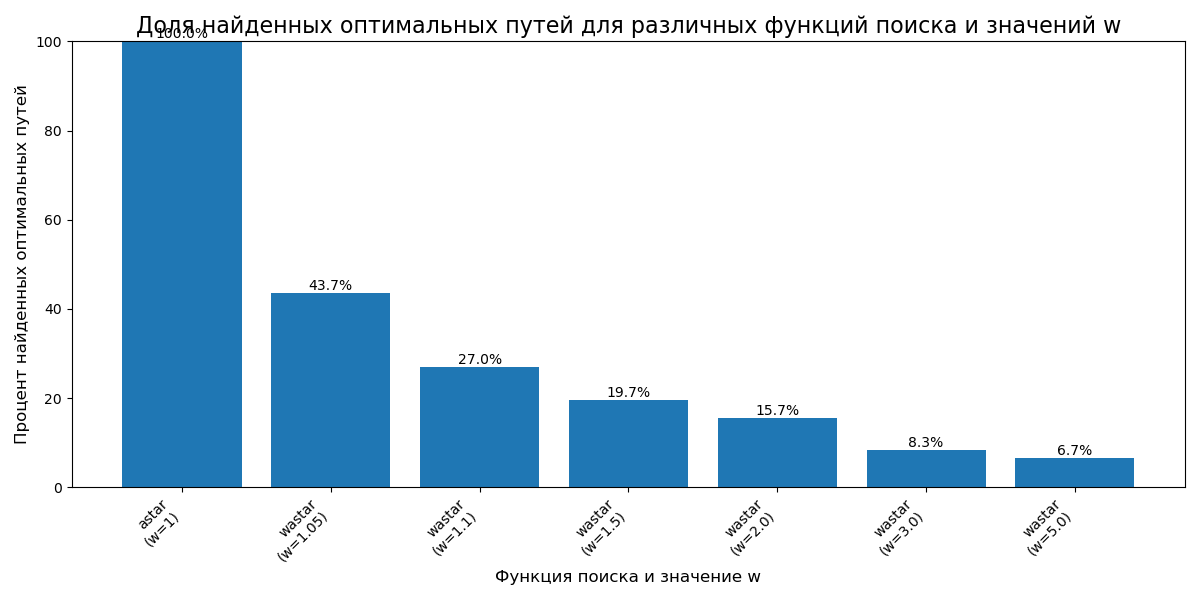 Доля найденных оптимальных путей для различных функций поиска и значений w
100.0%
100
80
60
40
20
0
Процент найденных оптимальных путей
43.7%
27.0%
19.7%
15.7%
8.3%
6.7%
astar
(w=1)
wastar
(w=1.05)
wastar
(w=1.1)
wastar
(w=1.5)
wastar
(w=2.0)
wastar
(w=3.0)
wastar
(w=5.0)
Функция поиска и значение w